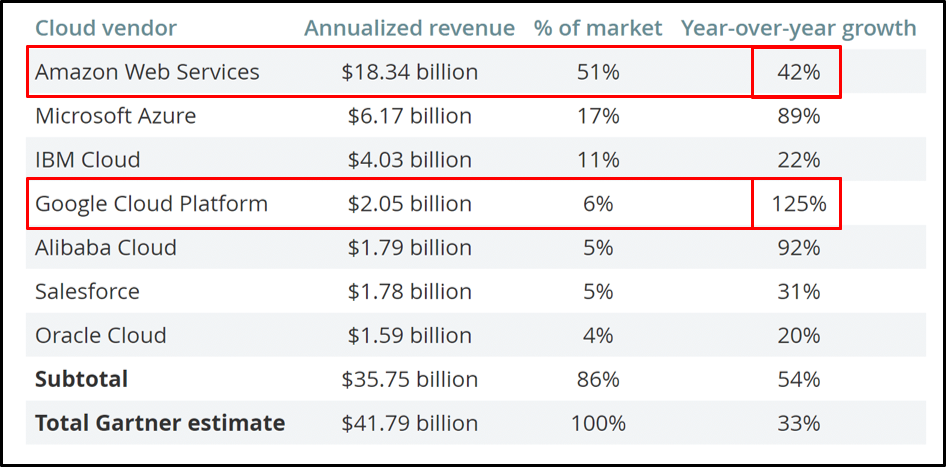 Cloud vendor Annualized revenue % of market Year-over-year growth
Amazon Web Services $18.34 billion 51% 42%
Microsoft Azure $6.17 billion 17% 89%
IBM Cloud $4.03 billion 11% 22%
Google Cloud Platform $2.05 billion 6% 125%
Alibaba Cloud $1.79 billion 5% 92%
Salesforce $1.78 billion 5% 31%
Oracle Cloud $1.59 billion 4% 20%
Subtotal $35.75 billion 86% 54%
Total Gartner estimate $41.79 billion 100% 33%